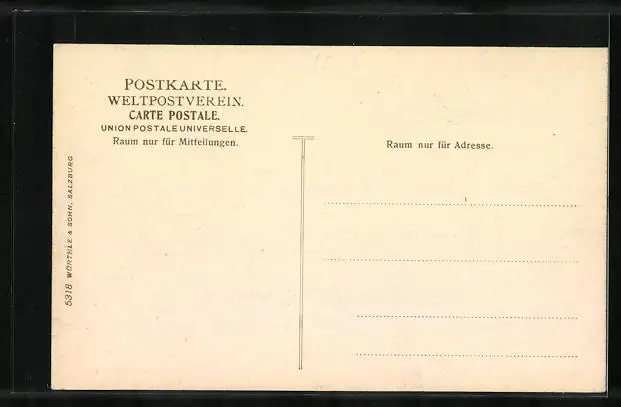 POSTKARTE.
WELTPOSTVEREIN.
CARTE POSTALE.
UNION POSTALE UNIVERSELLE.
Raum nur für Mitteilungen.
Raum nur für Adresse.
5318 WÜRTHLE & SOHN, SALZBURG